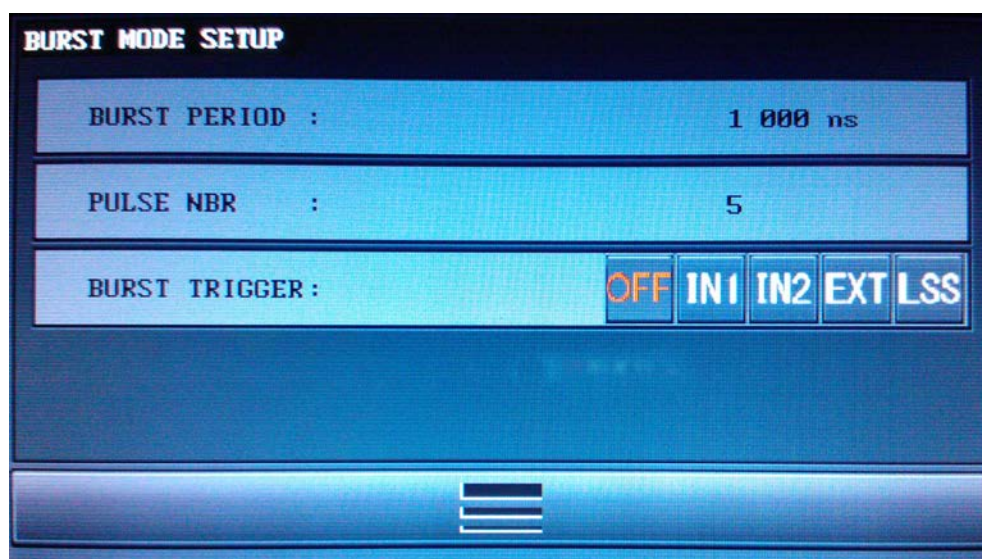 BURST MODE SETUP
BURST PERIOD : 1 000 ns
PULSE NBR : 5
BURST TRIGGER: OFF IN1 IN2 EXT LSS